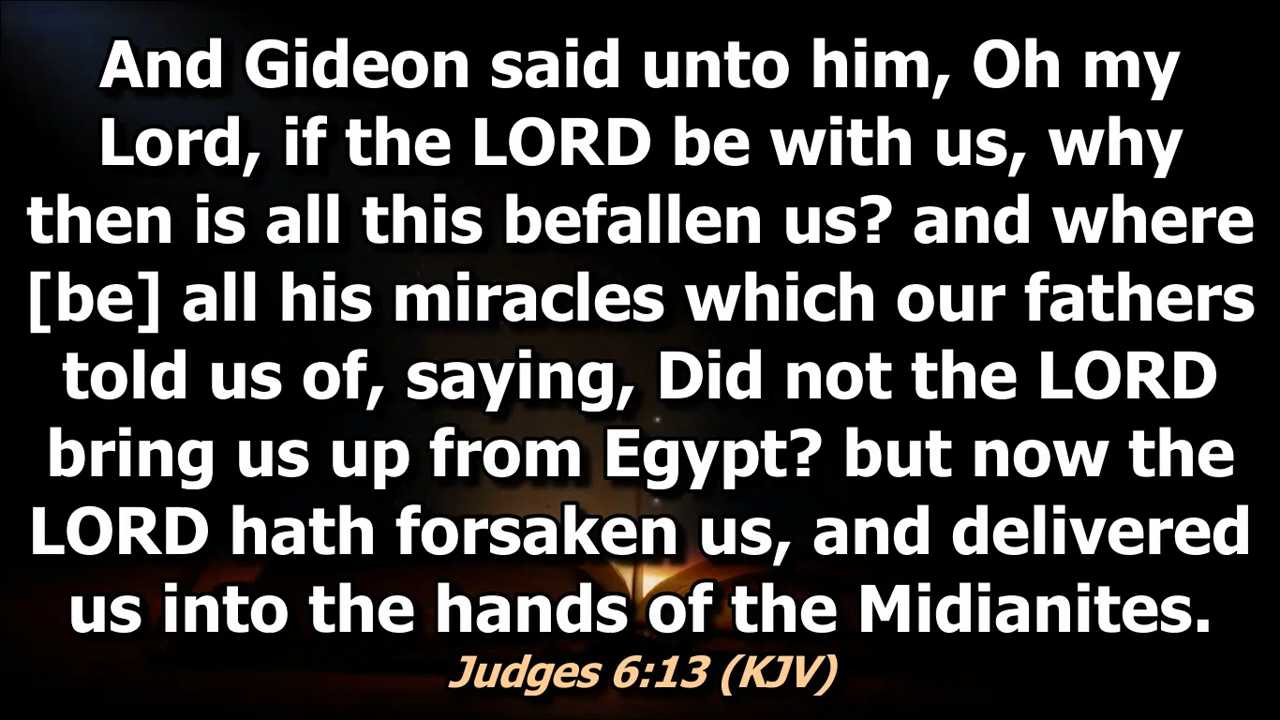 And Gideon said unto him, Oh my
Lord, if the LORD be with us, why
then is all this befallen us? and where
[be] all his miracles which our fathers
told us of, saying, Did not the LORD
bring us up from Egypt? but now the
LORD hath forsaken us, and delivered
us into the hands of the Midianites.
Judges 6:13 (KJV)